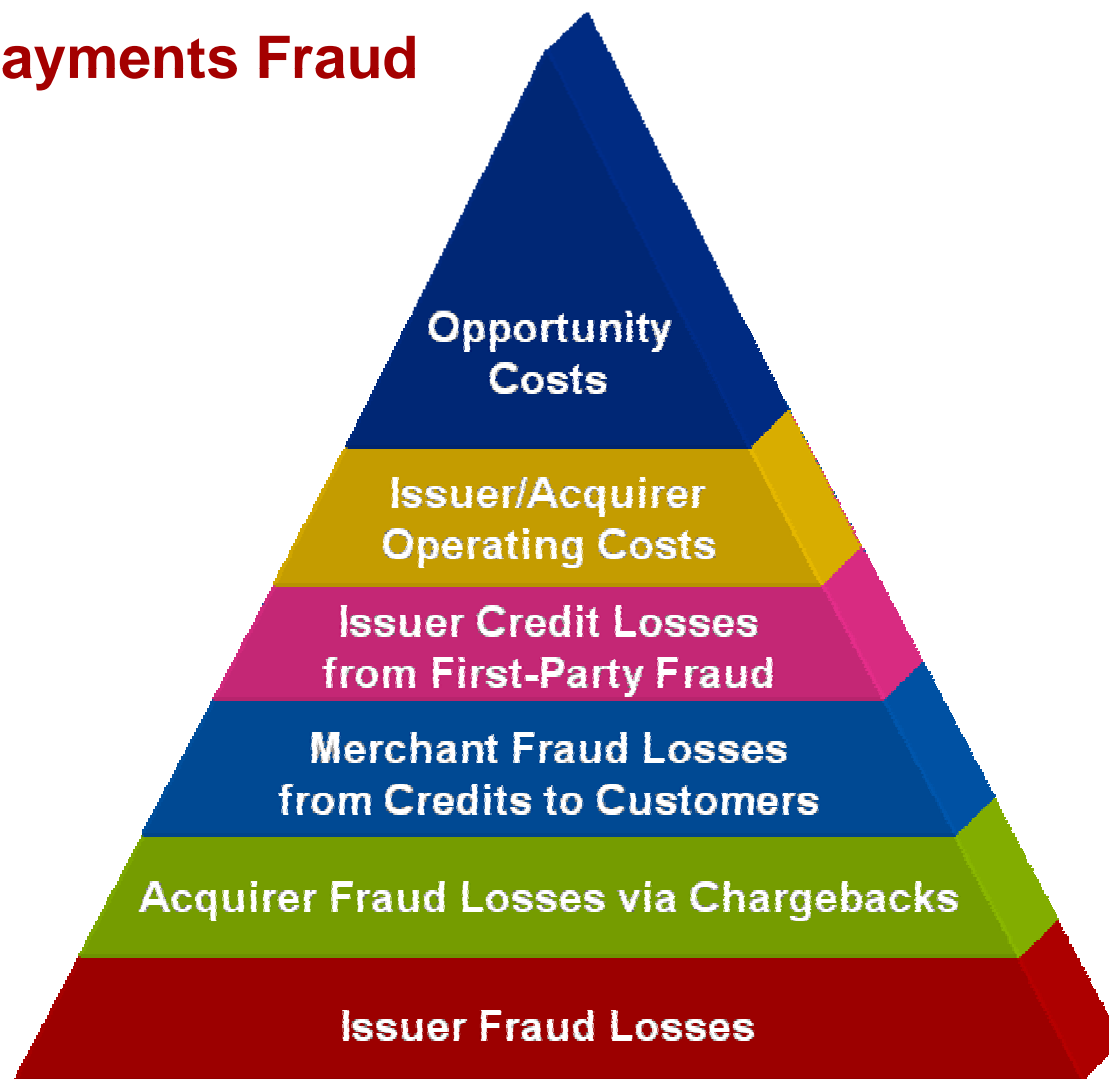 ayments Fraud
Opportunity
Costs
Issuer/Acquirer
Operating Costs
Issuer Credit Losses
from First-Party Fraud
Merchant Fraud Losses
from Credits to Customers
Acquirer Fraud Losses via Chargebacks
Issuer Fraud Losses